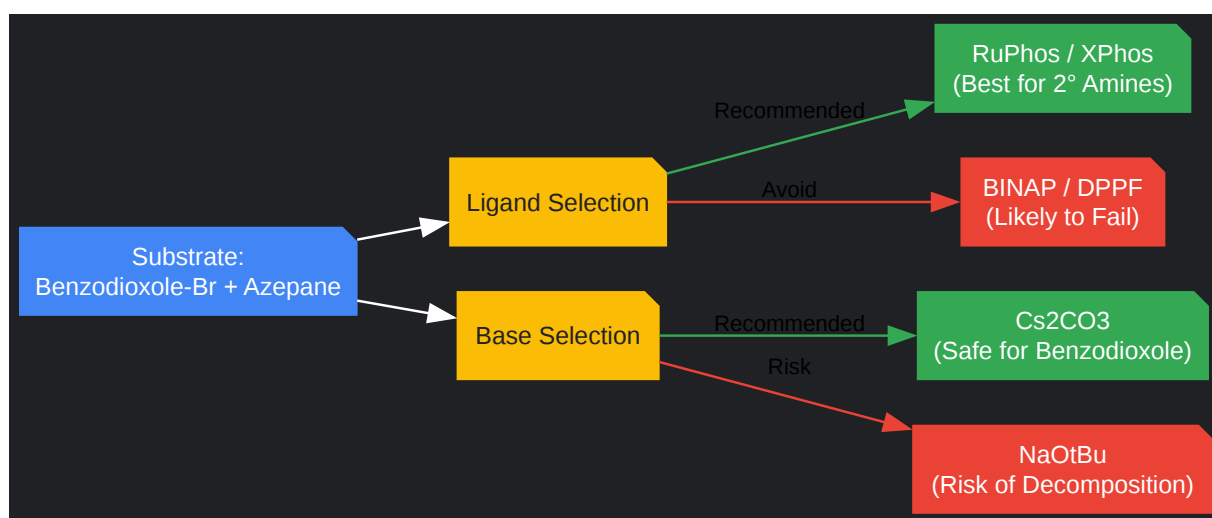 Substrate:
Benzodioxole-Br + Azepane
Ligand Selection
Base Selection
Recommended
Avoid
Recommended
Risk
RuPhos / XPhos
(Best for 2° Amines)
BINAP / DPPF
(Likely to Fail)
Cs2CO3
(Safe for Benzodioxole)
NaOtBu
(Risk of Decomposition)